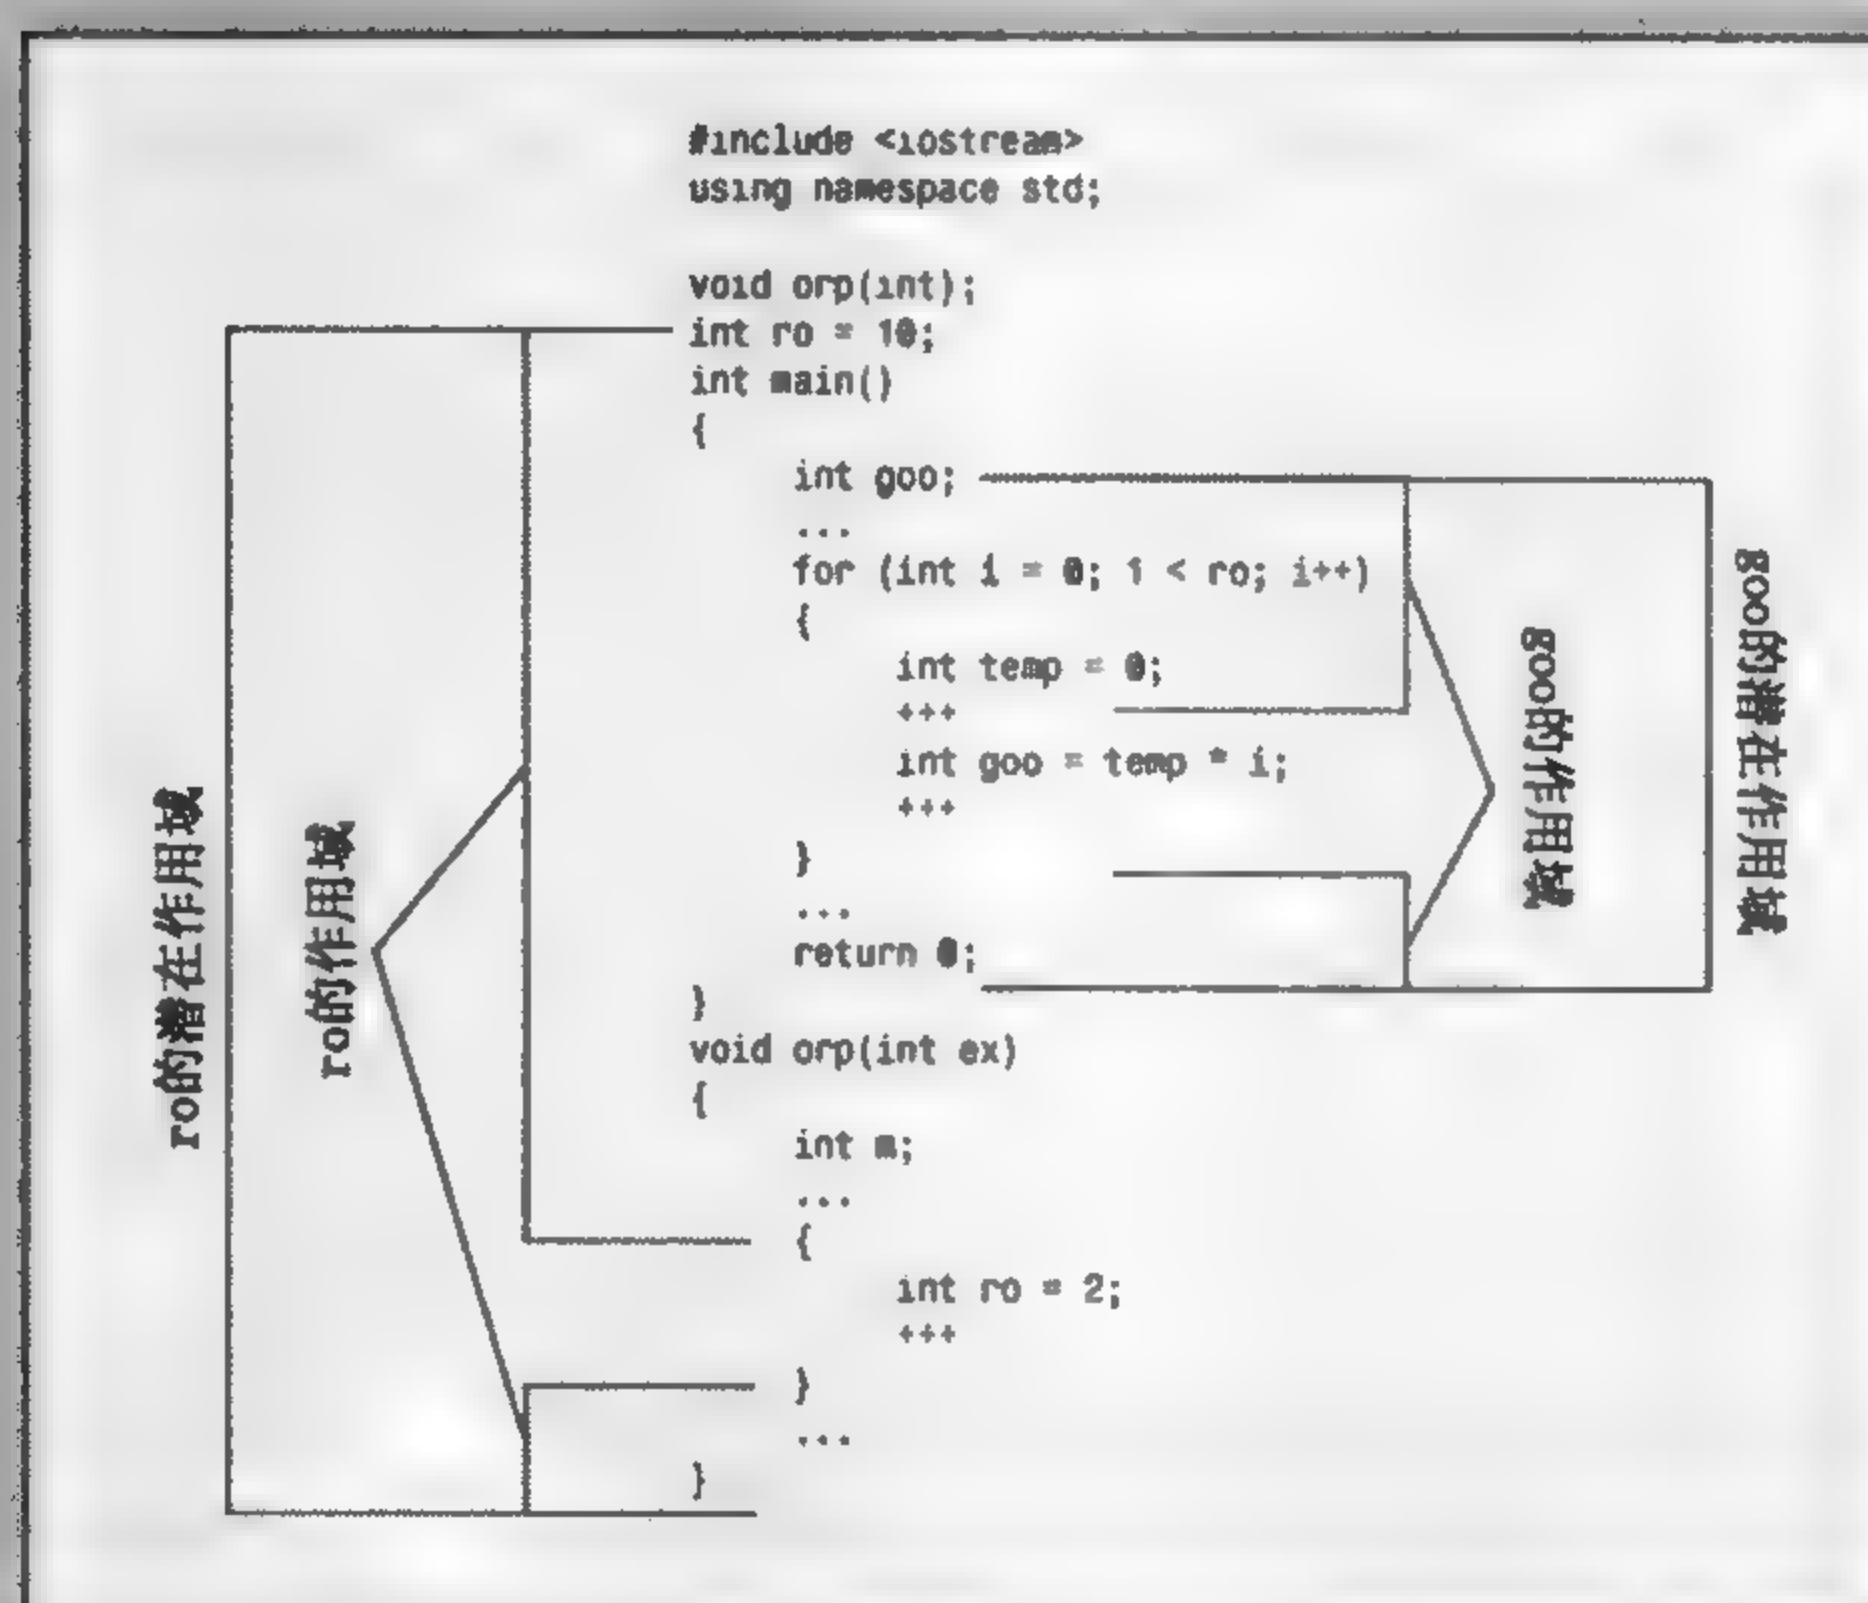 #include <iostream>
using namespace std;
void orp(int);
int ro = 10;
int main()
{
int goo;
...
for (int i = 0; i < ro; i++)
{
int temp = 0;
+++
int goo = temp * i;
+++
}
...
return 0;
}
void orp(int ex)
{
int m;
...
{
int ro = 2;
+++
}
...
}
ro的潜在作用域
ro的作用域
goo的作用域
goo的潜在作用域